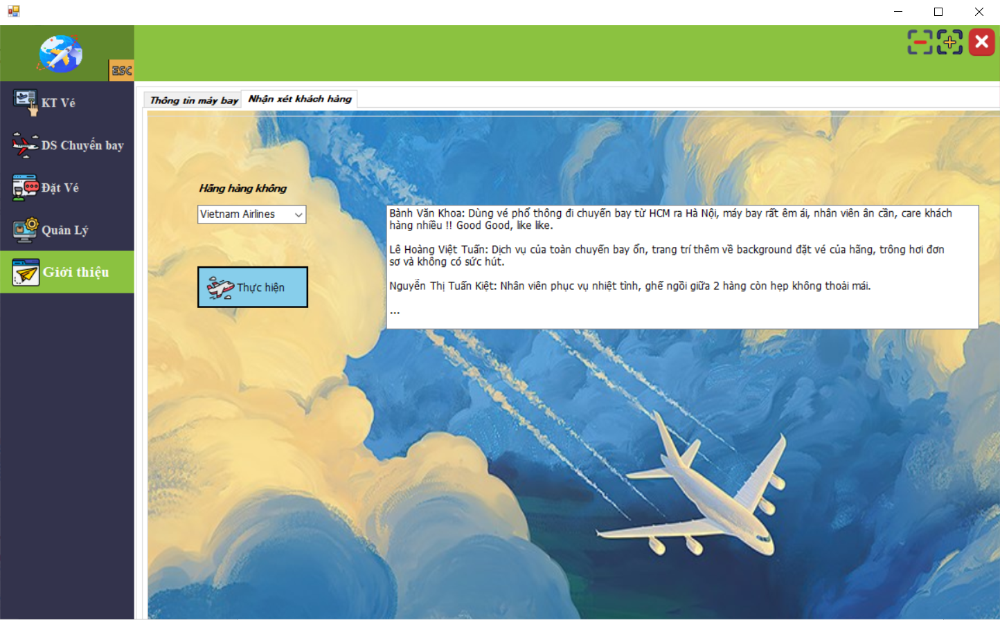 ESC
KT Vé
DS Chuyến bay
Đặt Vé
Quản Lý
Giới thiệu
Thông tin máy bay
Nhận xét khách hàng
Hãng hàng không
Vietnam Airlines
Thực hiện
Bành Văn Khoa: Dùng vé phổ thông đi chuyến bay từ HCM ra Hà Nội, máy bay rất êm ái, nhân viên ân cần, care khách
hàng nhiều !! Good Good, like like.
Lê Hoàng Việt Tuấn: Dịch vụ của toàn chuyến bay ổn, trang trí thêm về background đặt vé của hãng, trông hơi đơn
sơ và không có sức hút.
Nguyễn Thị Tuấn Kiệt: Nhân viên phục vụ nhiệt tình, ghế ngồi giữa 2 hàng còn hẹp không thoải mái.
...